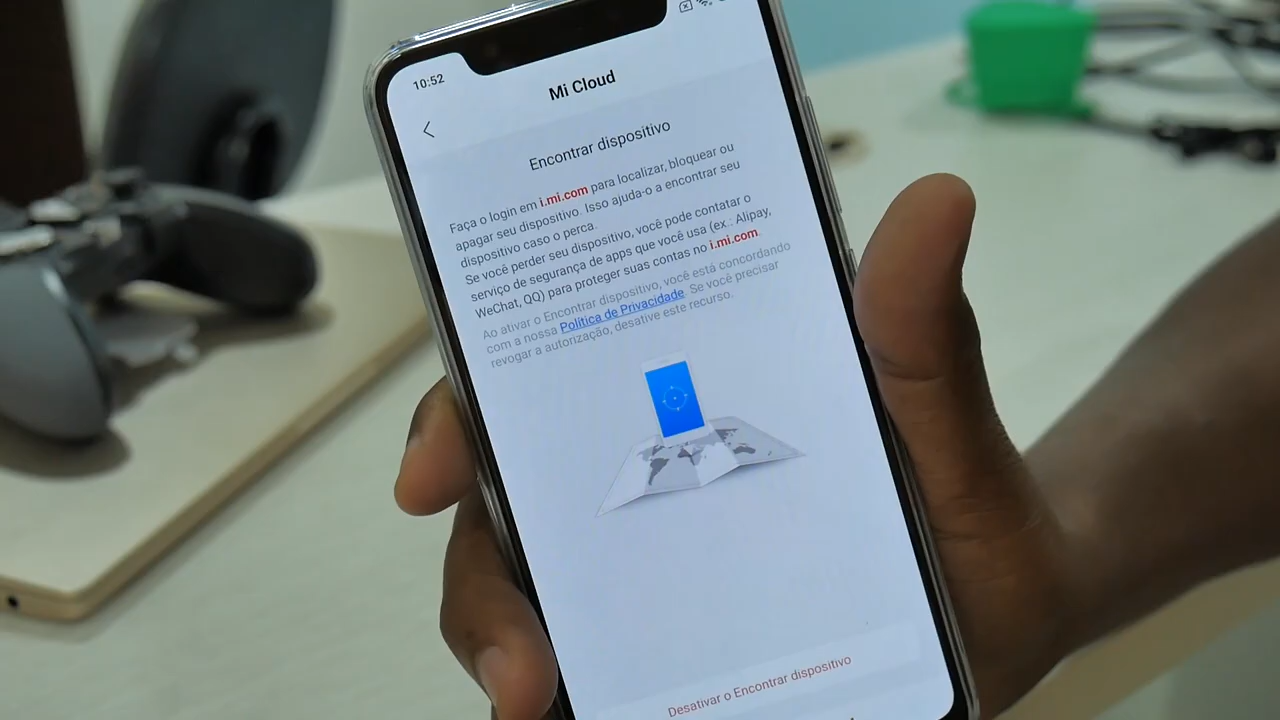 10:52
Mi Cloud
Encontrar dispositivo
Faça o login em i.mi.com para localizar, bloquear ou
apagar seu dispositivo. Isso ajuda-o a encontrar seu
dispositivo caso o perca.
Se você perder seu dispositivo, você pode contatar o
serviço de segurança de apps que você usa (ex.: Alipay,
WeChat, QQ) para proteger suas contas no i.mi.com.
Ao ativar o Encontrar dispositivo, você está concordando
com a nossa Política de Privacidade. Se você precisar
revogar a autorização, desative este recurso.
Desativar o Encontrar dispositivo